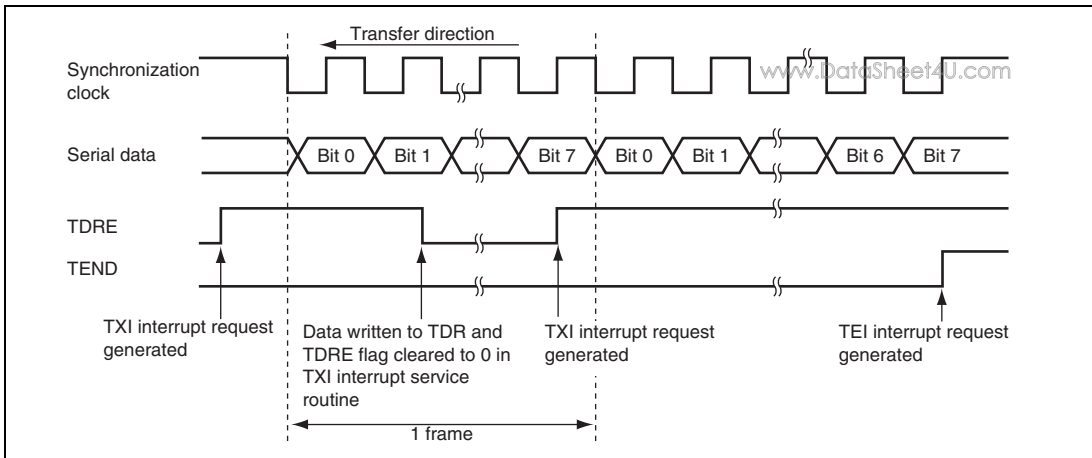 Transfer direction
Synchronization
clock
www.DataSheet4U.com
Serial data
Bit 0
Bit 1
Bit 7
Bit 0
Bit 1
Bit 6
Bit 7
TDRE
TEND
TXI interrupt request
generated
Data written to TDR and
TDRE flag cleared to 0 in
TXI interrupt service
routine
TXI interrupt request
generated
TEI interrupt request
generated
1 frame